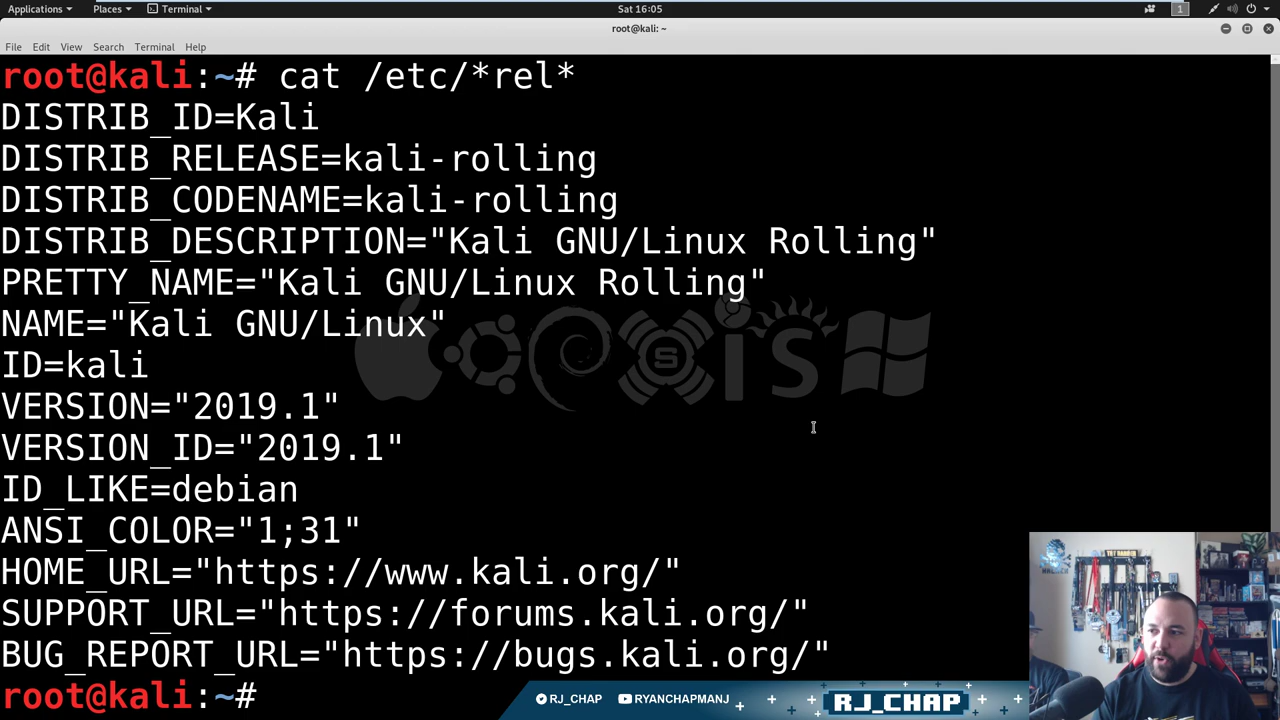 Applications Places Terminal Sat 16:05 1
root@kali: ~
File Edit View Search Terminal Help
root@kali:~# cat /etc/*rel*
DISTRIB_ID=Kali
DISTRIB_RELEASE=kali-rolling
DISTRIB_CODENAME=kali-rolling
DISTRIB_DESCRIPTION="Kali GNU/Linux Rolling"
PRETTY_NAME="Kali GNU/Linux Rolling"
NAME="Kali GNU/Linux"
ID=kali
VERSION="2019.1"
VERSION_ID="2019.1"
ID_LIKE=debian
ANSI_COLOR="1;31"
HOME_URL="https://www.kali.org/"
SUPPORT_URL="https://forums.kali.org/"
BUG_REPORT_URL="https://bugs.kali.org/"
root@kali:~#
RJ_CHAP RYANCHAPMANJ RJ_CHAP